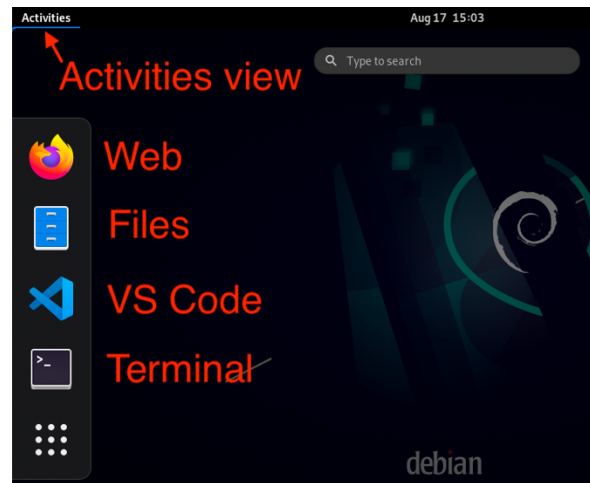 Activities
Aug 17 15:03
Type to search
Activities view
Web
Files
VS Code
>_
Terminal
debian